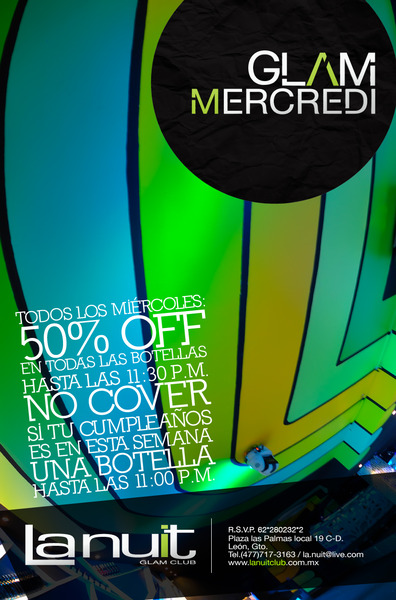 GLAM
MERCREDI
TODOS LOS MIÉRCOLES:
50% OFF
EN TODAS LAS BOTELLAS
HASTA LAS 11:30 P.M.
NO COVER
SI TU CUMPLEAÑOS
ES EN ESTA SEMANA
UNA BOTELLA
HASTA LAS 11:00 P.M.
La nuit
GLAM CLUB
R.S.V.P. 62*280232*2
Plaza las Palmas local 19 C-D.
León, Gto.
Tel.(477)717-3163 / la.nuit@live.com
www.lanuitclub.com.mx